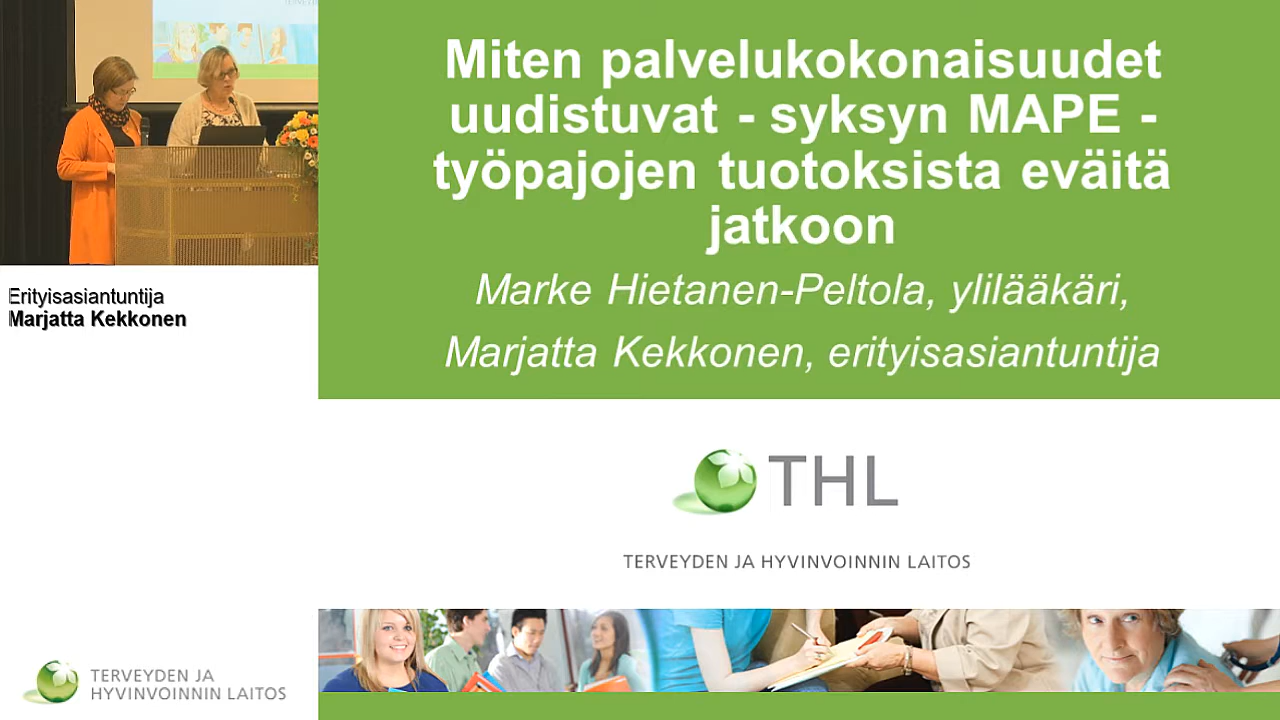 Miten palvelukokonaisuudet
uudistuvat - syksyn MAPE -
työpajojen tuotoksista eväitä
jatkoon
Marke Hietanen-Peltola, ylilääkäri,
Marjatta Kekkonen, erityisasiantuntija
Erityisasiantuntija
Marjatta Kekkonen
THL
TERVEYDEN JA HYVINVOINNIN LAITOS
TERVEYDEN JA
HYVINVOINNIN LAITOS